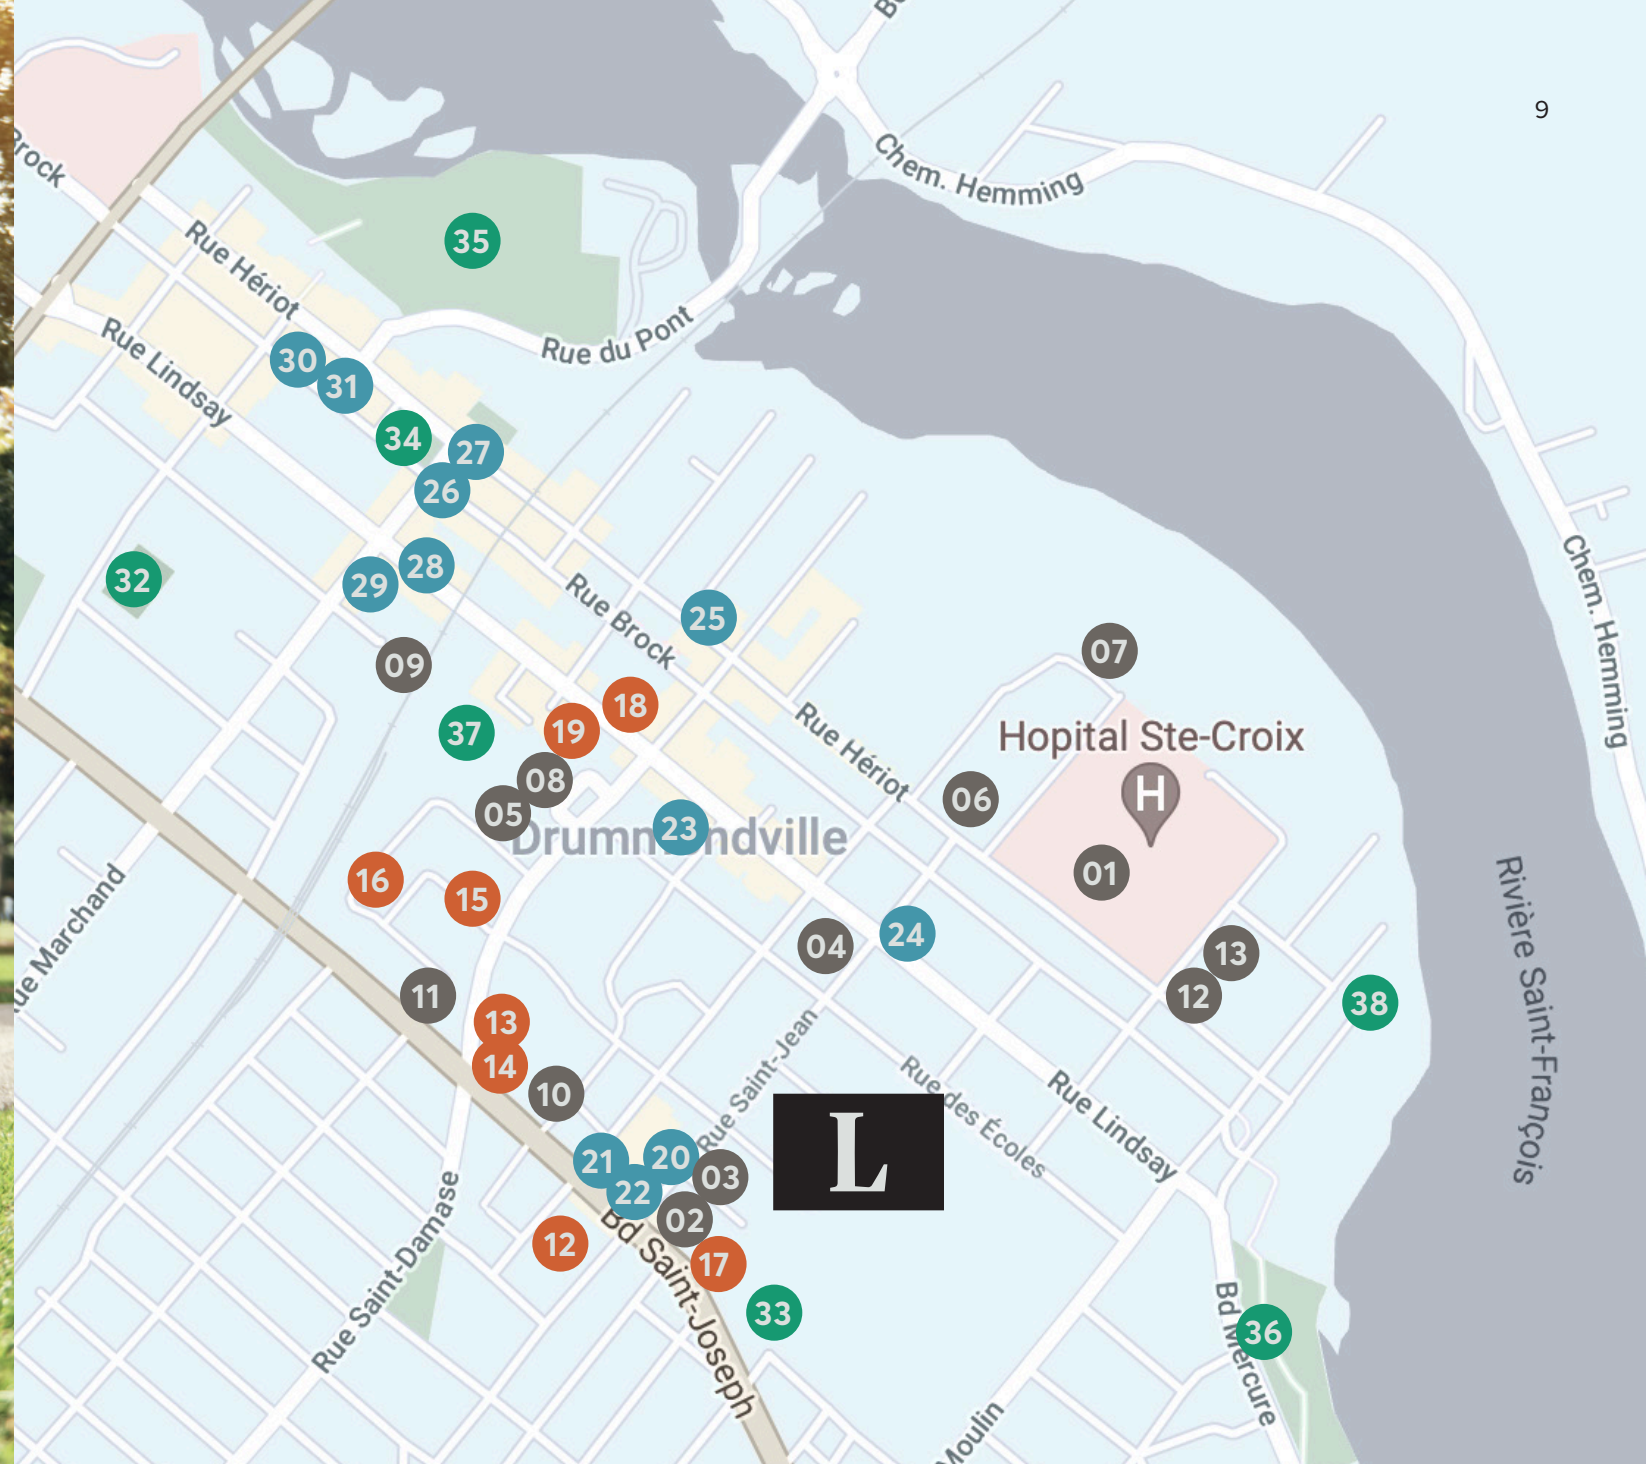 9
Chem. Hemming
Brock
35
Rue Hériot
Rue du Pont
Rue Lindsay
30
31
34
27
26
32
29
28
Chem. Hemming
Rue Brock
25
09
07
18
37
19
Rue Hériot
Hopital Ste-Croix
H
08
06
05
Drummondville
23
16
01
15
Rivière Saint-François
24
04
13
11
12
38
ue Marchand
13
14
10
Rue Saint-Jean
Rue des Écoles
Rue Lindsay
L
21
20
03
22
02
12
Bd Saint-Joseph
17
Rue Saint-Damase
33
36
Bd Mercure
Moulin